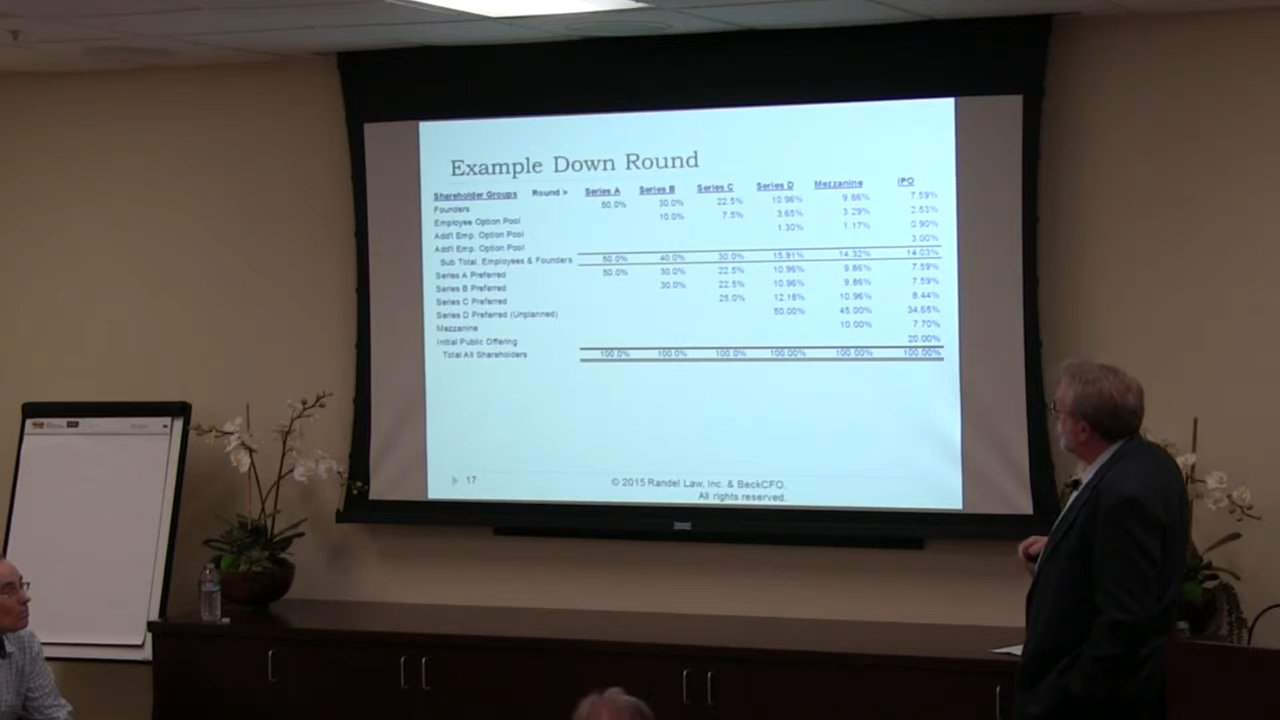 Example Down Round
Shareholder Groups Round > Series A Series B Series C Series D Mezzanine IPO
Founders 50.0% 30.0% 22.5% 10.96% 9.86% 7.59%
Employee Option Pool 10.0% 7.5% 3.65% 3.29% 2.53%
Add'l Emp. Option Pool 1.30% 1.17% 0.90%
Add'l Emp. Option Pool 3.00%
Sub Total, Employees & Founders 50.0% 40.0% 30.0% 15.91% 14.32% 14.03%
Series A Preferred 50.0% 30.0% 22.5% 10.96% 9.86% 7.59%
Series B Preferred 30.0% 22.5% 10.96% 9.86% 7.59%
Series C Preferred 25.0% 12.18% 10.96% 8.44%
Series D Preferred (Unplanned) 50.00% 45.00% 34.65%
Mezzanine 10.00% 7.70%
Initial Public Offering 20.00%
Total All Shareholders 100.0% 100.0% 100.0% 100.00% 100.00% 100.00%
17
© 2015 Randel Law, Inc. & BeckCFO.
All rights reserved.